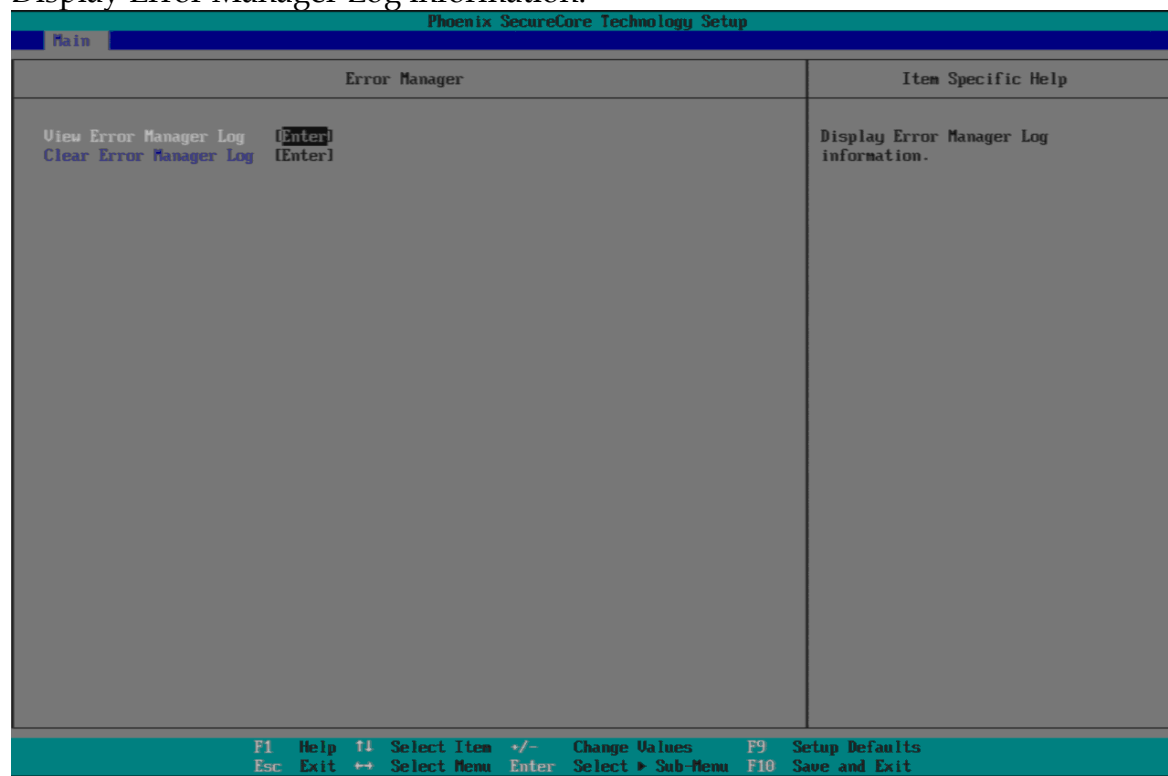 Display Error Manager Log information.
Phoenix SecureCore Technology Setup
Main
Error Manager
Item Specific Help
View Error Manager Log [Enter]
Clear Error Manager Log [Enter]
Display Error Manager Log
information.
F1 Help ↑↓ Select Item +/- Change Values F9 Setup Defaults
Esc Exit ↔ Select Menu Enter Select ▶ Sub-Menu F10 Save and Exit